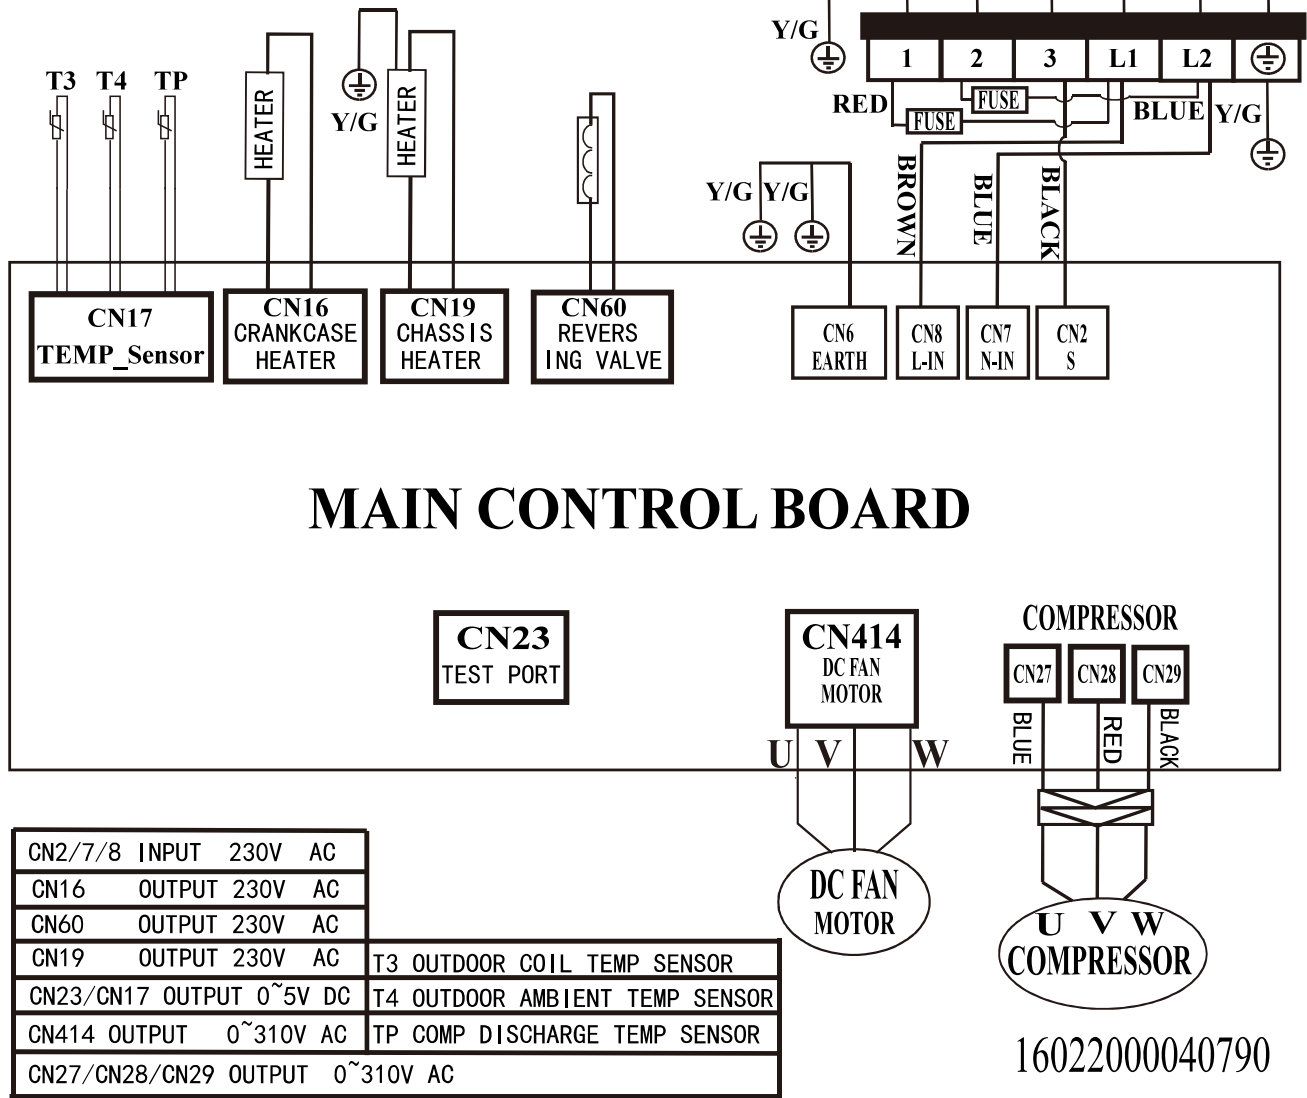 Y/G
1 2 3 L1 L2
T3 T4 TP
HEATER
Y/G
HEATER
RED
FUSE
FUSE
BLUE
Y/G
Y/G
Y/G
BROWN
BLUE
BLACK
CN17
TEMP_Sensor
CN16
CRANKCASE
HEATER
CN19
CHASSIS
HEATER
CN60
REVERS
ING VALVE
CN6
EARTH
CN8
L-IN
CN7
N-IN
CN2
S
MAIN CONTROL BOARD
CN23
TEST PORT
CN414
DC FAN
MOTOR
U V W
COMPRESSOR
CN27
CN28
CN29
BLUE
RED
BLACK
DC FAN
MOTOR
U V W
COMPRESSOR
CN2/7/8 INPUT 230V AC
CN16 OUTPUT 230V AC
CN60 OUTPUT 230V AC
CN19 OUTPUT 230V AC
T3 OUTDOOR COIL TEMP SENSOR
CN23/CN17 OUTPUT 0~5V DC
T4 OUTDOOR AMBIENT TEMP SENSOR
CN414 OUTPUT 0~310V AC
TP COMP DISCHARGE TEMP SENSOR
CN27/CN28/CN29 OUTPUT 0~310V AC
16022000040790